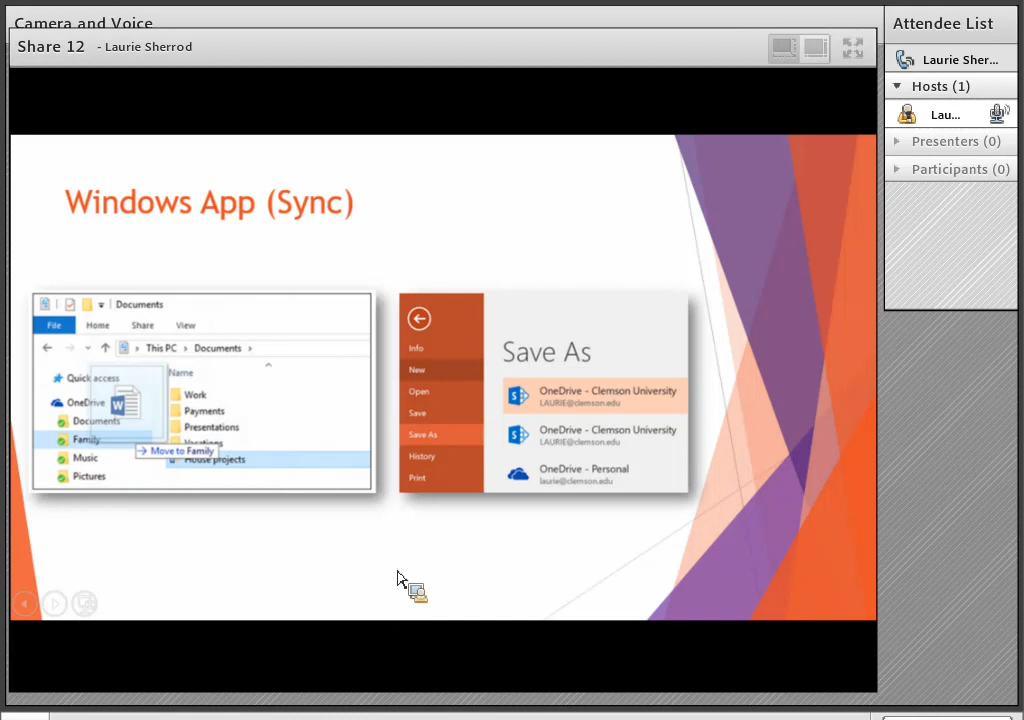 Camera and Voice
Share 12 - Laurie Sherrod
Attendee List
Laurie Sher...
Hosts (1)
Lau...
Presenters (0)
Participants (0)
Windows App (Sync)
Documents
File Home Share View
This PC Documents
Name
Quick access
OneDrive
Documents
Family
Music
Pictures
Work
Payments
Presentations
Vacations
House projects
Move to Family
Info
New
Open
Save
Save As
History
Print
Save As
OneDrive - Clemson University
LAURIE@clemson.edu
OneDrive - Clemson University
LAURIE@clemson.edu
OneDrive - Personal
laurie@clemson.edu